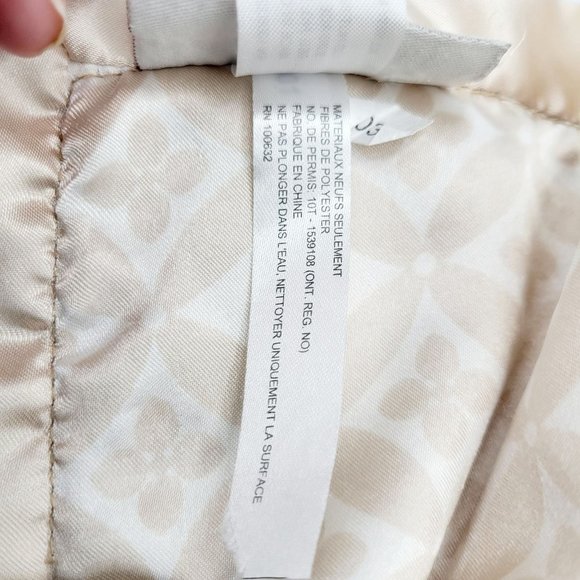 MATERIAUX NEUFS SEULEMENT
FIBRES DE POLYESTER
NO. DE PERMIS: 10T - 1539108 (ONT. REG. NO)
FABRIQUE EN CHINE
NE PAS PLONGER DANS L'EAU, NETTOYER UNIQUEMENT LA SURFACE
RN 100632